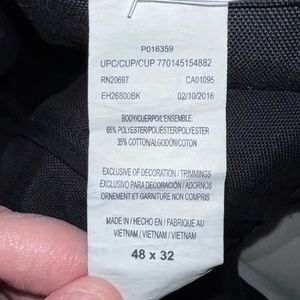 P016359
UPC/CUP/CUP 770145154882
RN20697 CA01095
EH26800BK 02/10/2016
BODY/CUERPO/L'ENSEMBLE:
65% POLYESTER/POLIÉSTER/POLYESTER
35% COTTON/ALGODÓN/COTON
EXCLUSIVE OF DECORATION / TRIMMINGS
EXCLUSIVO PARA DECORACIÓN / ADORNOS
ORNEMENT ET GARNITURE NON COMPRIS
MADE IN / HECHO EN / FABRIQUE AU
VIETNAM / VIETNAM / VIETNAM
48 x 32